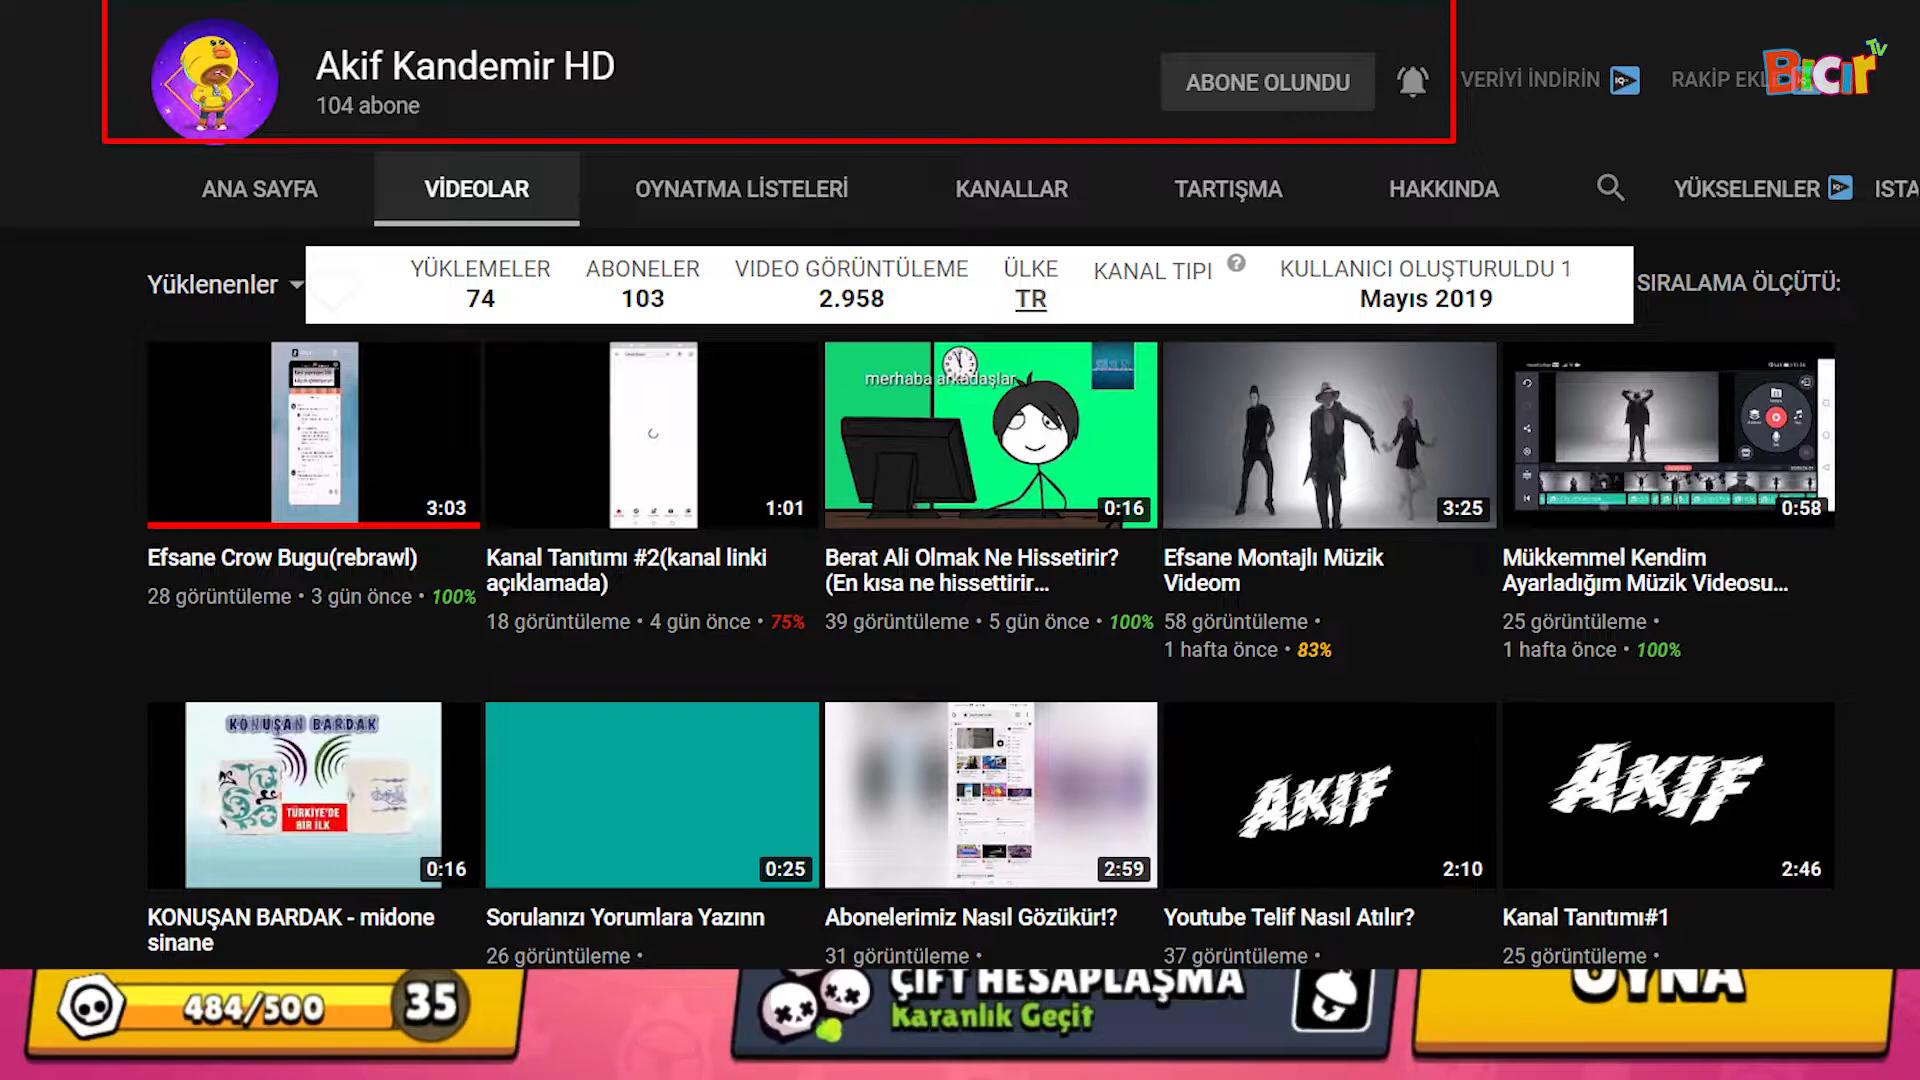 Akif Kandemir HD
104 abone
ABONE OLUNDU
VERİYİ İNDİRİN
RAKİP EKLE
Bıcır TV
ANA SAYFA
VİDEOLAR
OYNATMA LİSTELERİ
KANALLAR
TARTIŞMA
HAKKINDA
YÜKSELENLER
ISTA
Yüklenenler
YÜKLEMELER
74
ABONELER
103
VIDEO GÖRÜNTÜLEME
2.958
ÜLKE
TR
KANAL TIPI
KULLANICI OLUŞTURULDU 1
Mayıs 2019
SIRALAMA ÖLÇÜTÜ:
merhaba arkadaşlar
3:03
1:01
0:16
3:25
0:58
Efsane Crow Bugu(rebrawl)
28 görüntüleme • 3 gün önce • 100%
Kanal Tanıtımı #2(kanal linki
açıklamada)
18 görüntüleme • 4 gün önce • 75%
Berat Ali Olmak Ne Hissetirir?
(En kısa ne hissettirir...
39 görüntüleme • 5 gün önce • 100%
Efsane Montajlı Müzik
Videom
58 görüntüleme •
1 hafta önce • 83%
Mükkemmel Kendim
Ayarladığım Müzik Videosu...
25 görüntüleme •
1 hafta önce • 100%
KONUŞAN BARDAK
TÜRKİYE'DE
BIR ILK
0:16
0:25
2:59
AKIF
2:10
AKIF
2:46
KONUŞAN BARDAK - midone
sinane
Sorulanızı Yorumlara Yazınn
26 görüntüleme •
Abonelerimiz Nasıl Gözükür!?
31 görüntüleme •
Youtube Telif Nasıl Atılır?
37 görüntüleme •
Kanal Tanıtımı#1
25 görüntüleme •
484/500
35
ÇİFT HESAPLAŞMA
Karanlık Geçit
OYNA